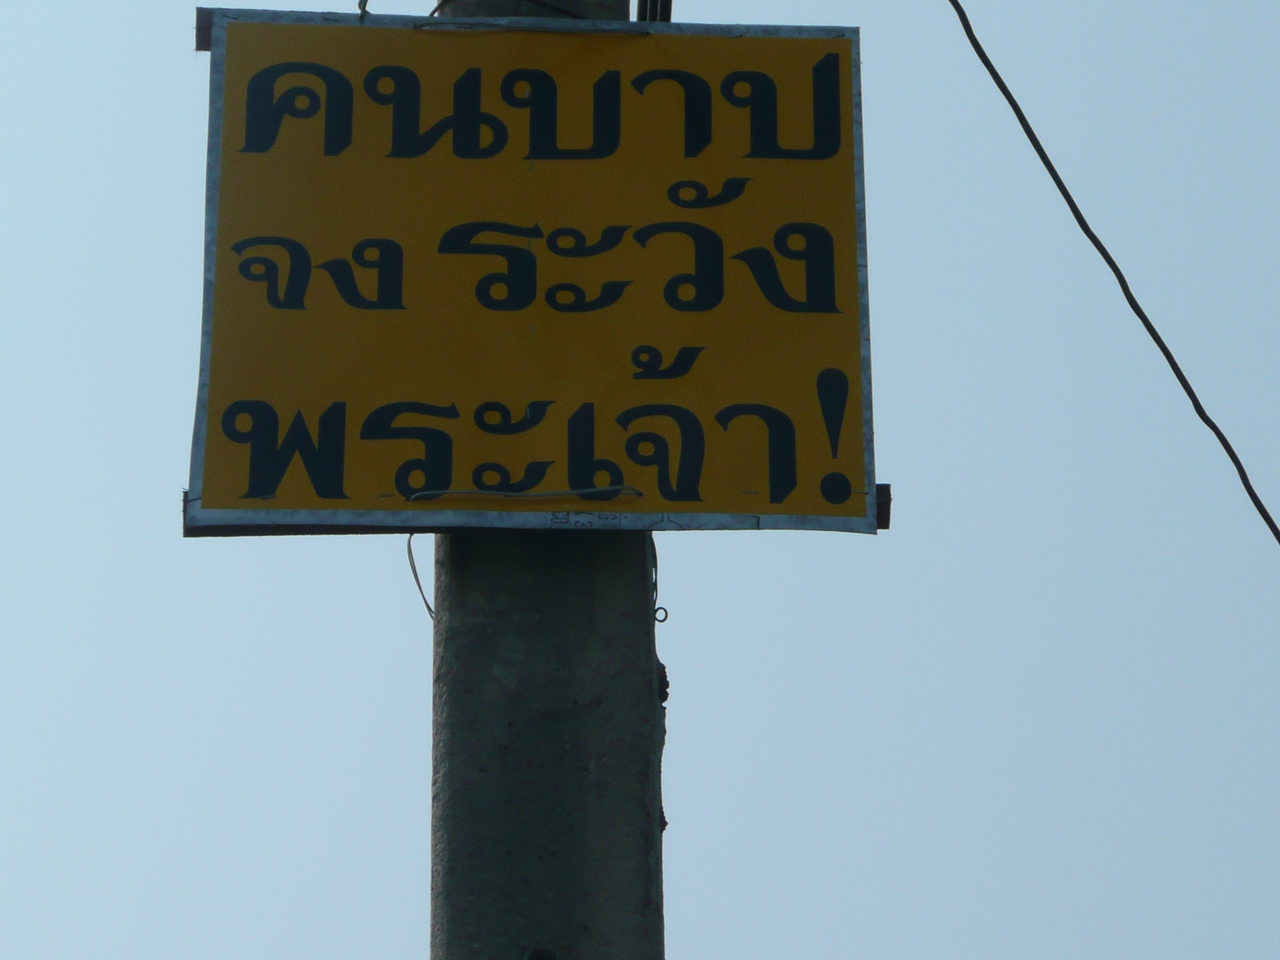 คนบาป
จง ระวัง
พระเจ้า!